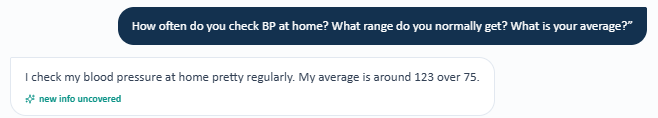 How often do you check BP at home? What range do you normally get? What is your average?”
I check my blood pressure at home pretty regularly. My average is around 123 over 75.
new info uncovered